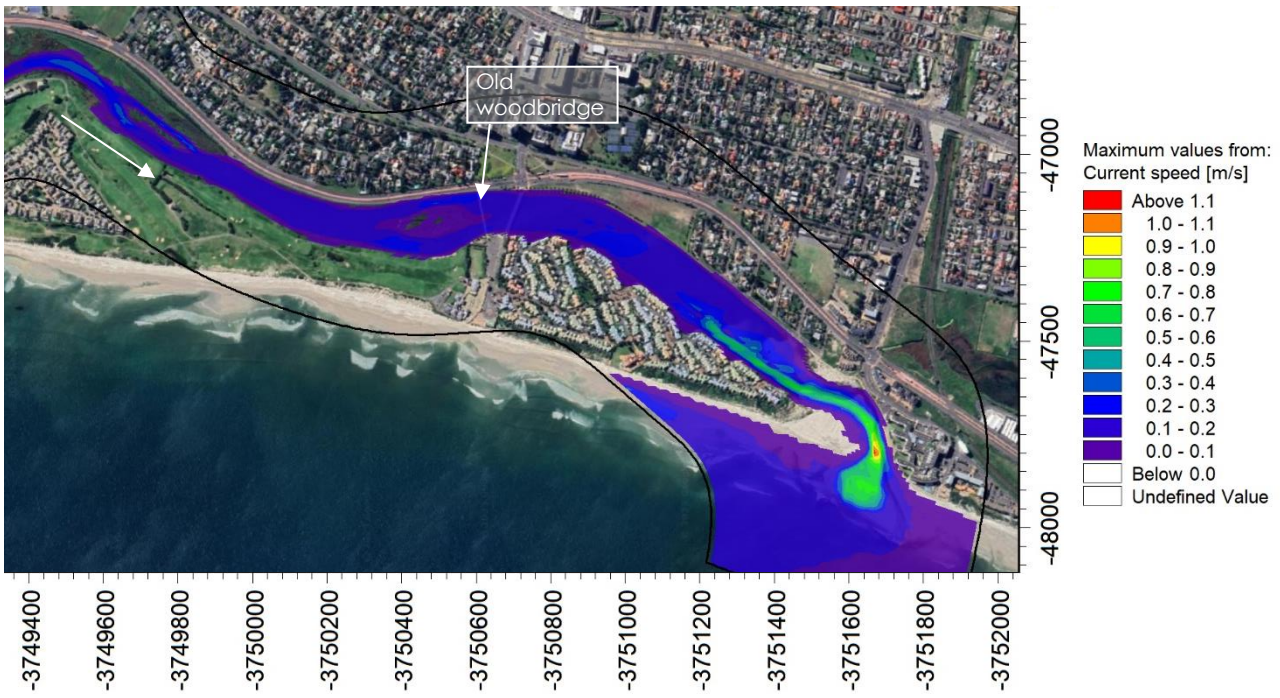 Old
woodbridge
-47000
-47500
-48000
-3749400
-3749600
-3749800
-3750000
-3750200
-3750400
-3750600
-3750800
-3751000
-3751200
-3751400
-3751600
-3751800
-3752000
Maximum values from:
Current speed [m/s]
Above 1.1
1.0 - 1.1
0.9 - 1.0
0.8 - 0.9
0.7 - 0.8
0.6 - 0.7
0.5 - 0.6
0.4 - 0.5
0.3 - 0.4
0.2 - 0.3
0.1 - 0.2
0.0 - 0.1
Below 0.0
Undefined Value